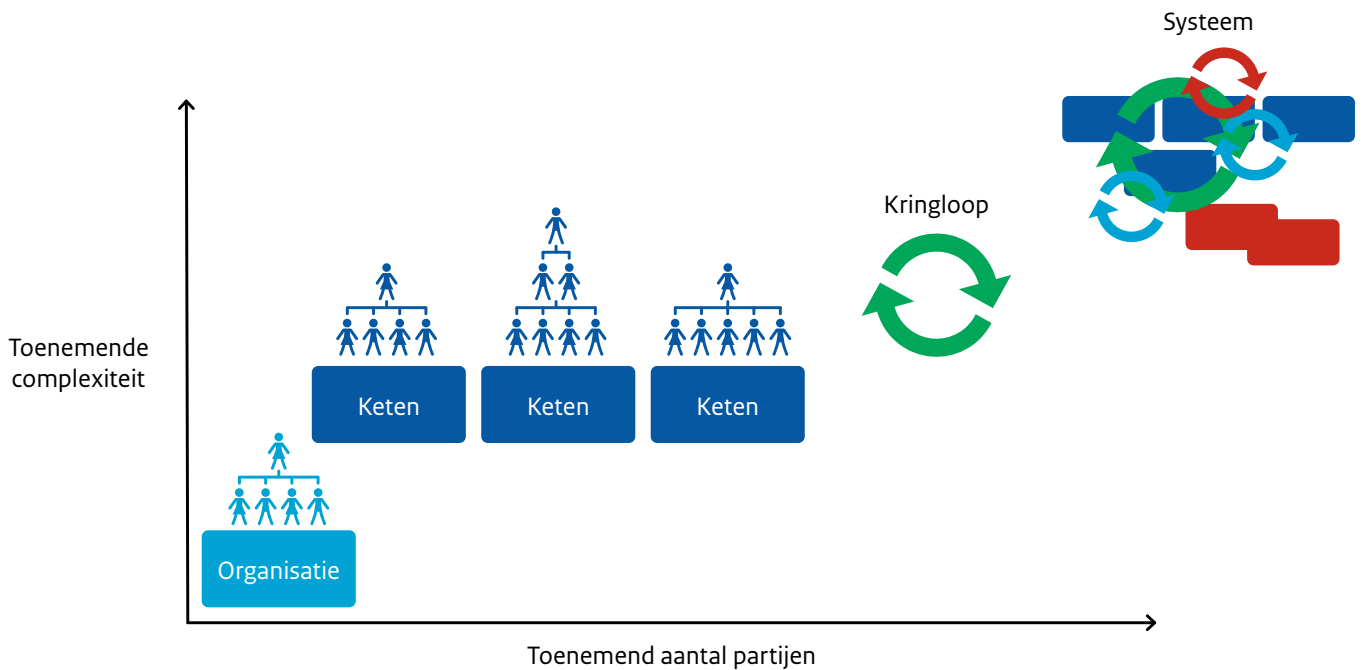 Systeem
Kringloop
Toenemende
complexiteit
Keten
Keten
Keten
Organisatie
Toenemend aantal partijen